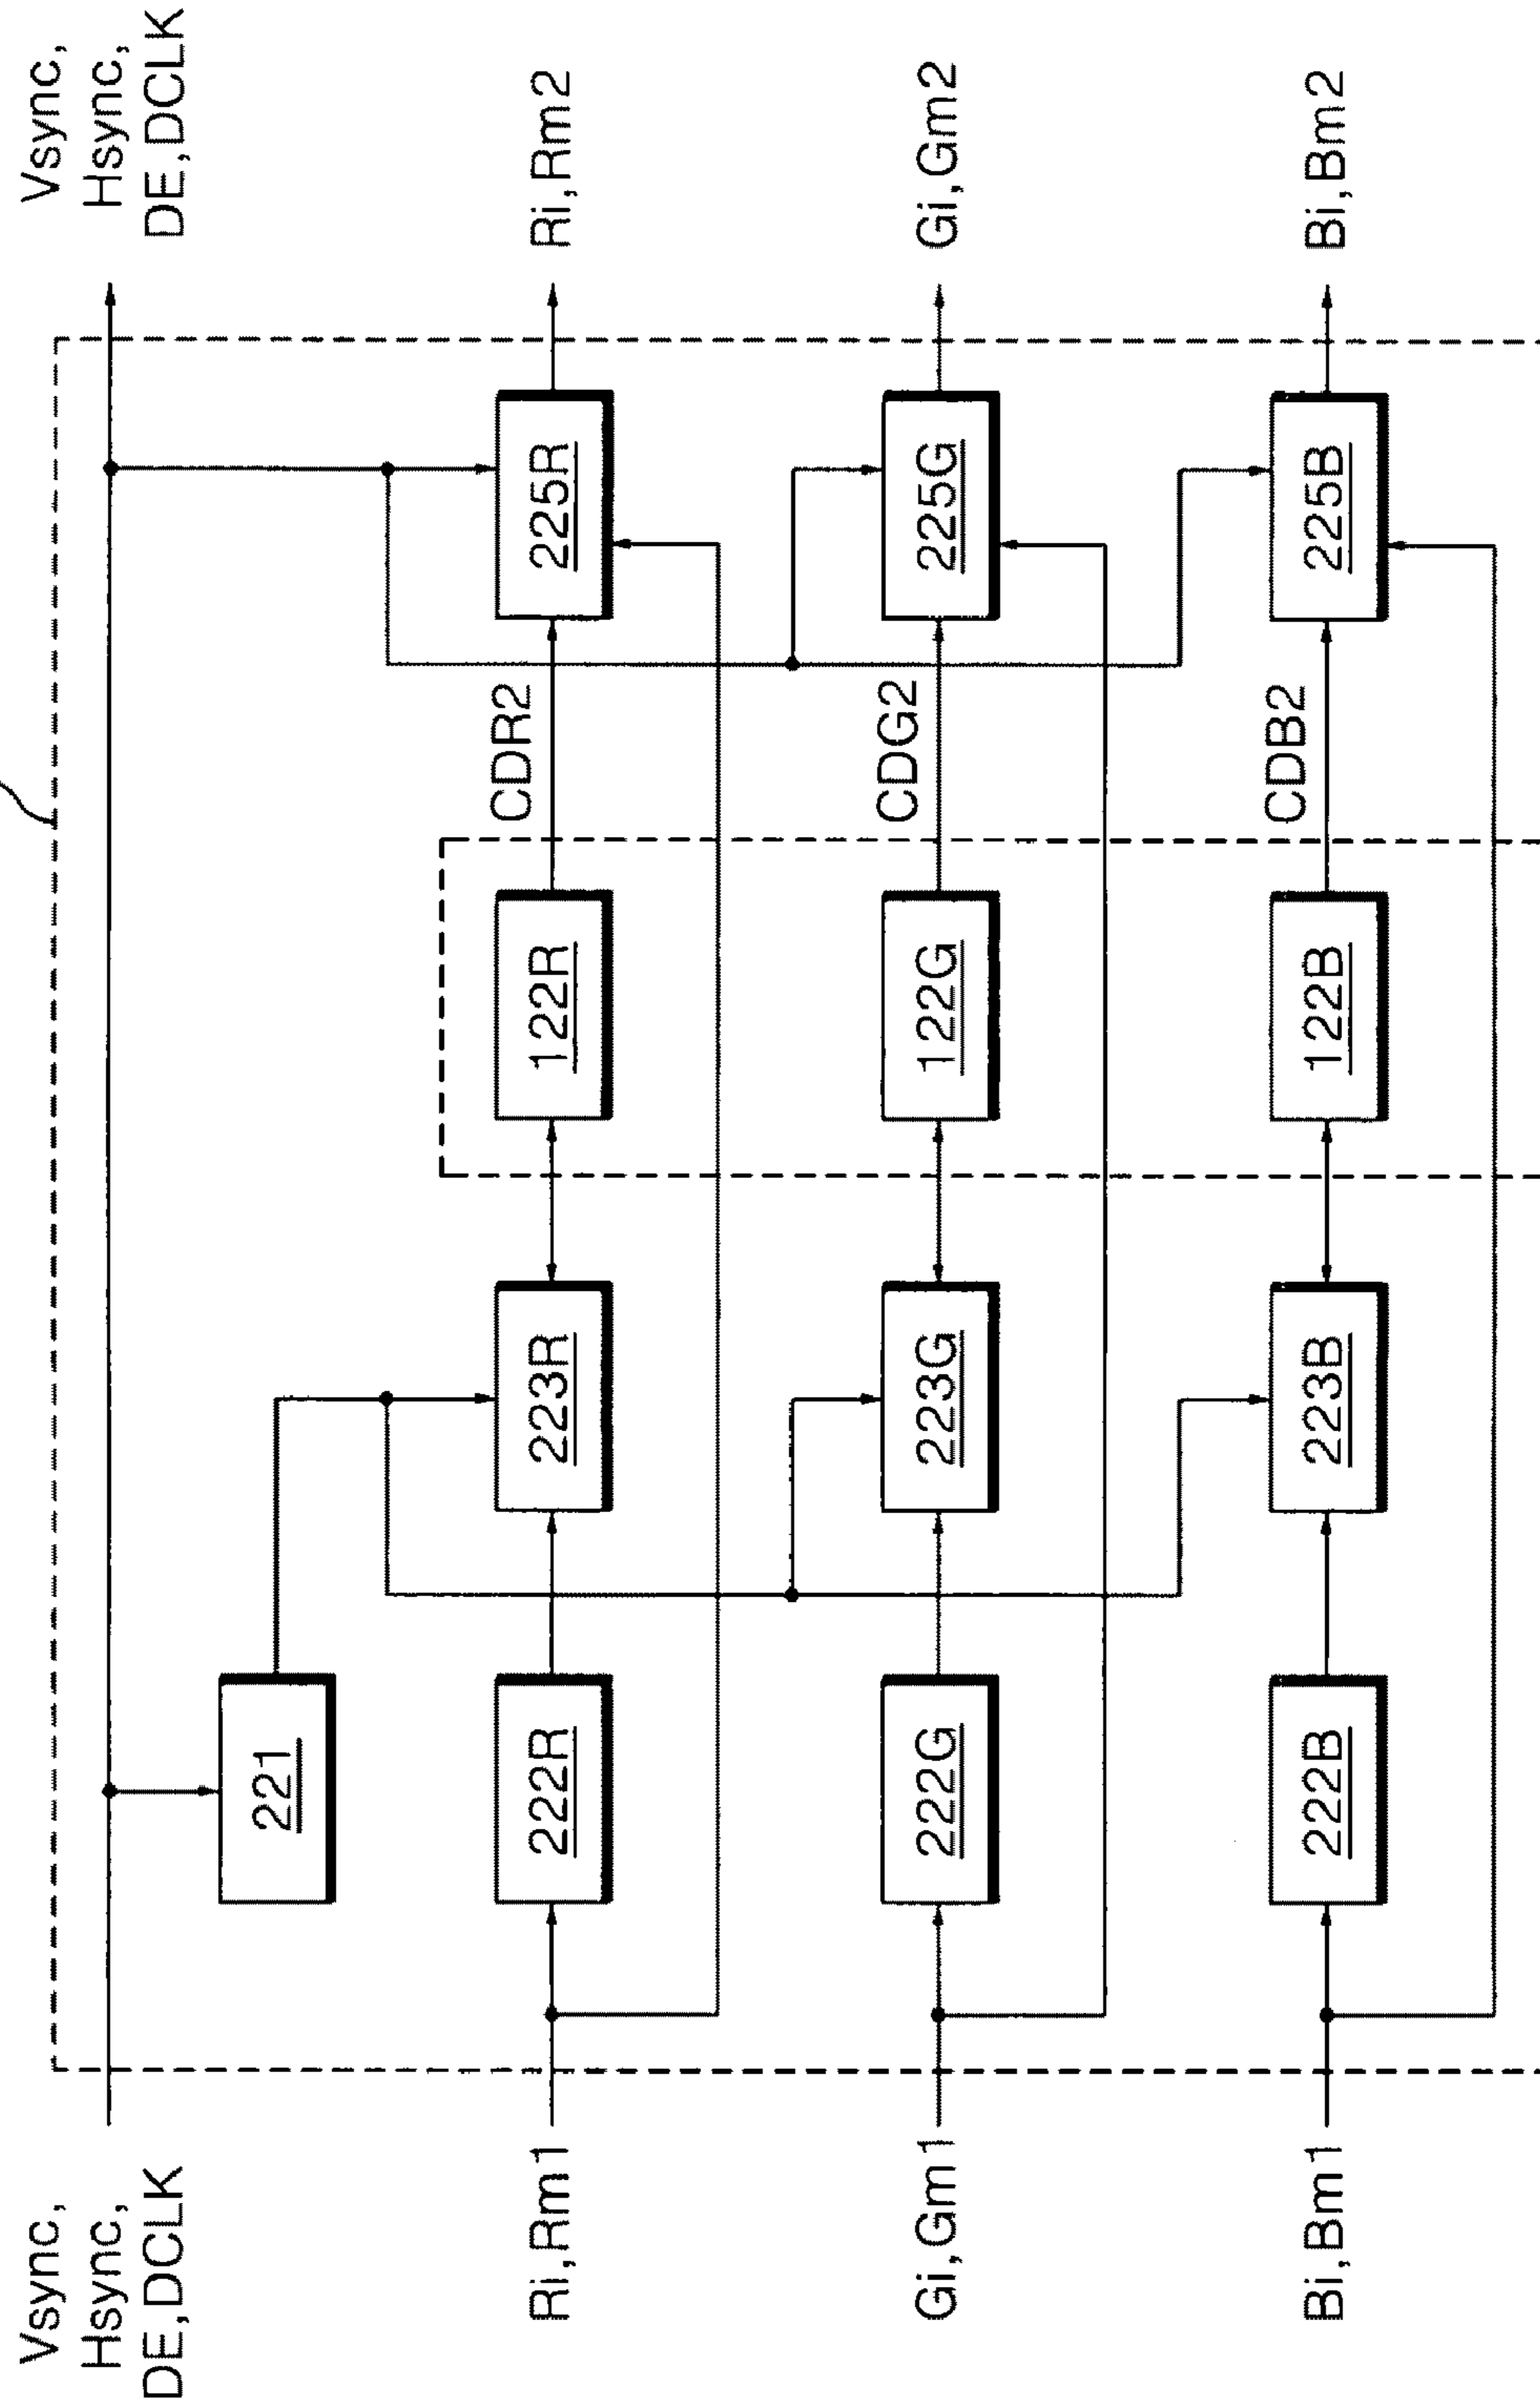 Vsync,
Hsync,
DE,DCLK
Vsync,
Hsync,
DE,DCLK
221
Ri,Rm1
222R
223R
122R
CDR2
225R
Ri,Rm2
Gi,Gm1
222G
223G
122G
CDG2
225G
Gi,Gm2
Bi,Bm1
222B
223B
122B
CDB2
225B
Bi,Bm2